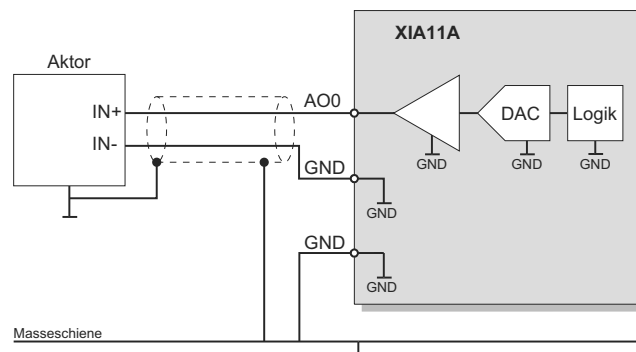 XIA11A
Aktor
IN+
AO0
DAC
Logik
IN-
GND
GND
GND
GND
GND
GND
GND
Masseschiene